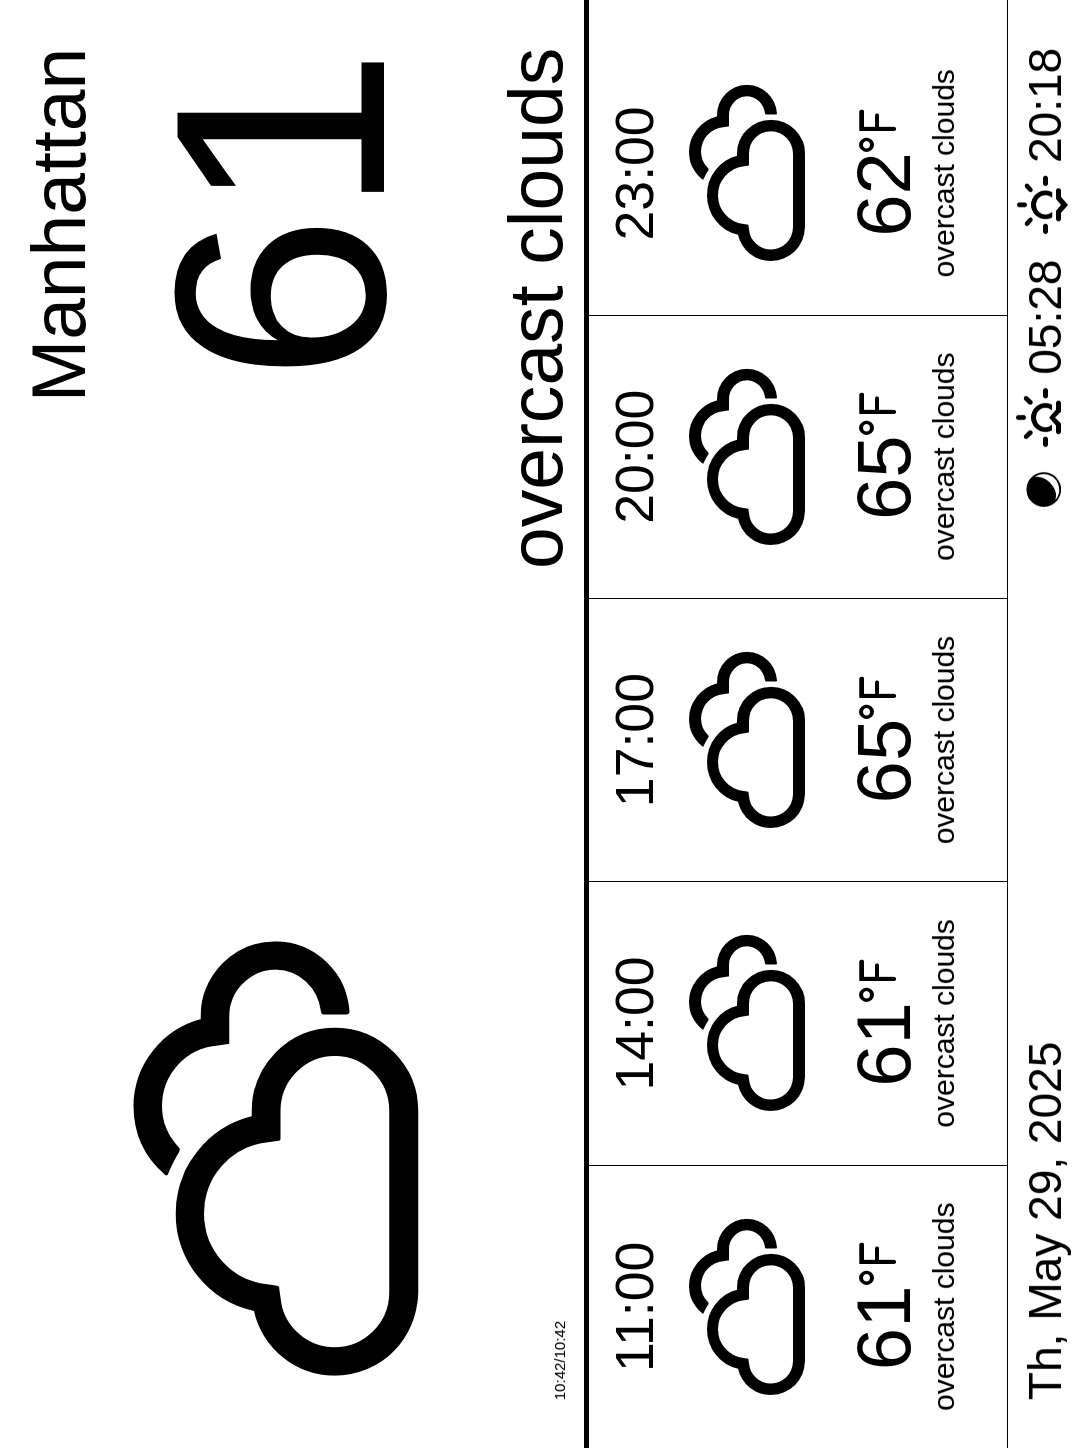 Manhattan
61
overcast clouds
10:42/10:42
11:00
61°F
overcast clouds
14:00
61°F
overcast clouds
17:00
65°F
overcast clouds
20:00
65°F
overcast clouds
23:00
62°F
overcast clouds
Th, May 29, 2025
05:28 20:18